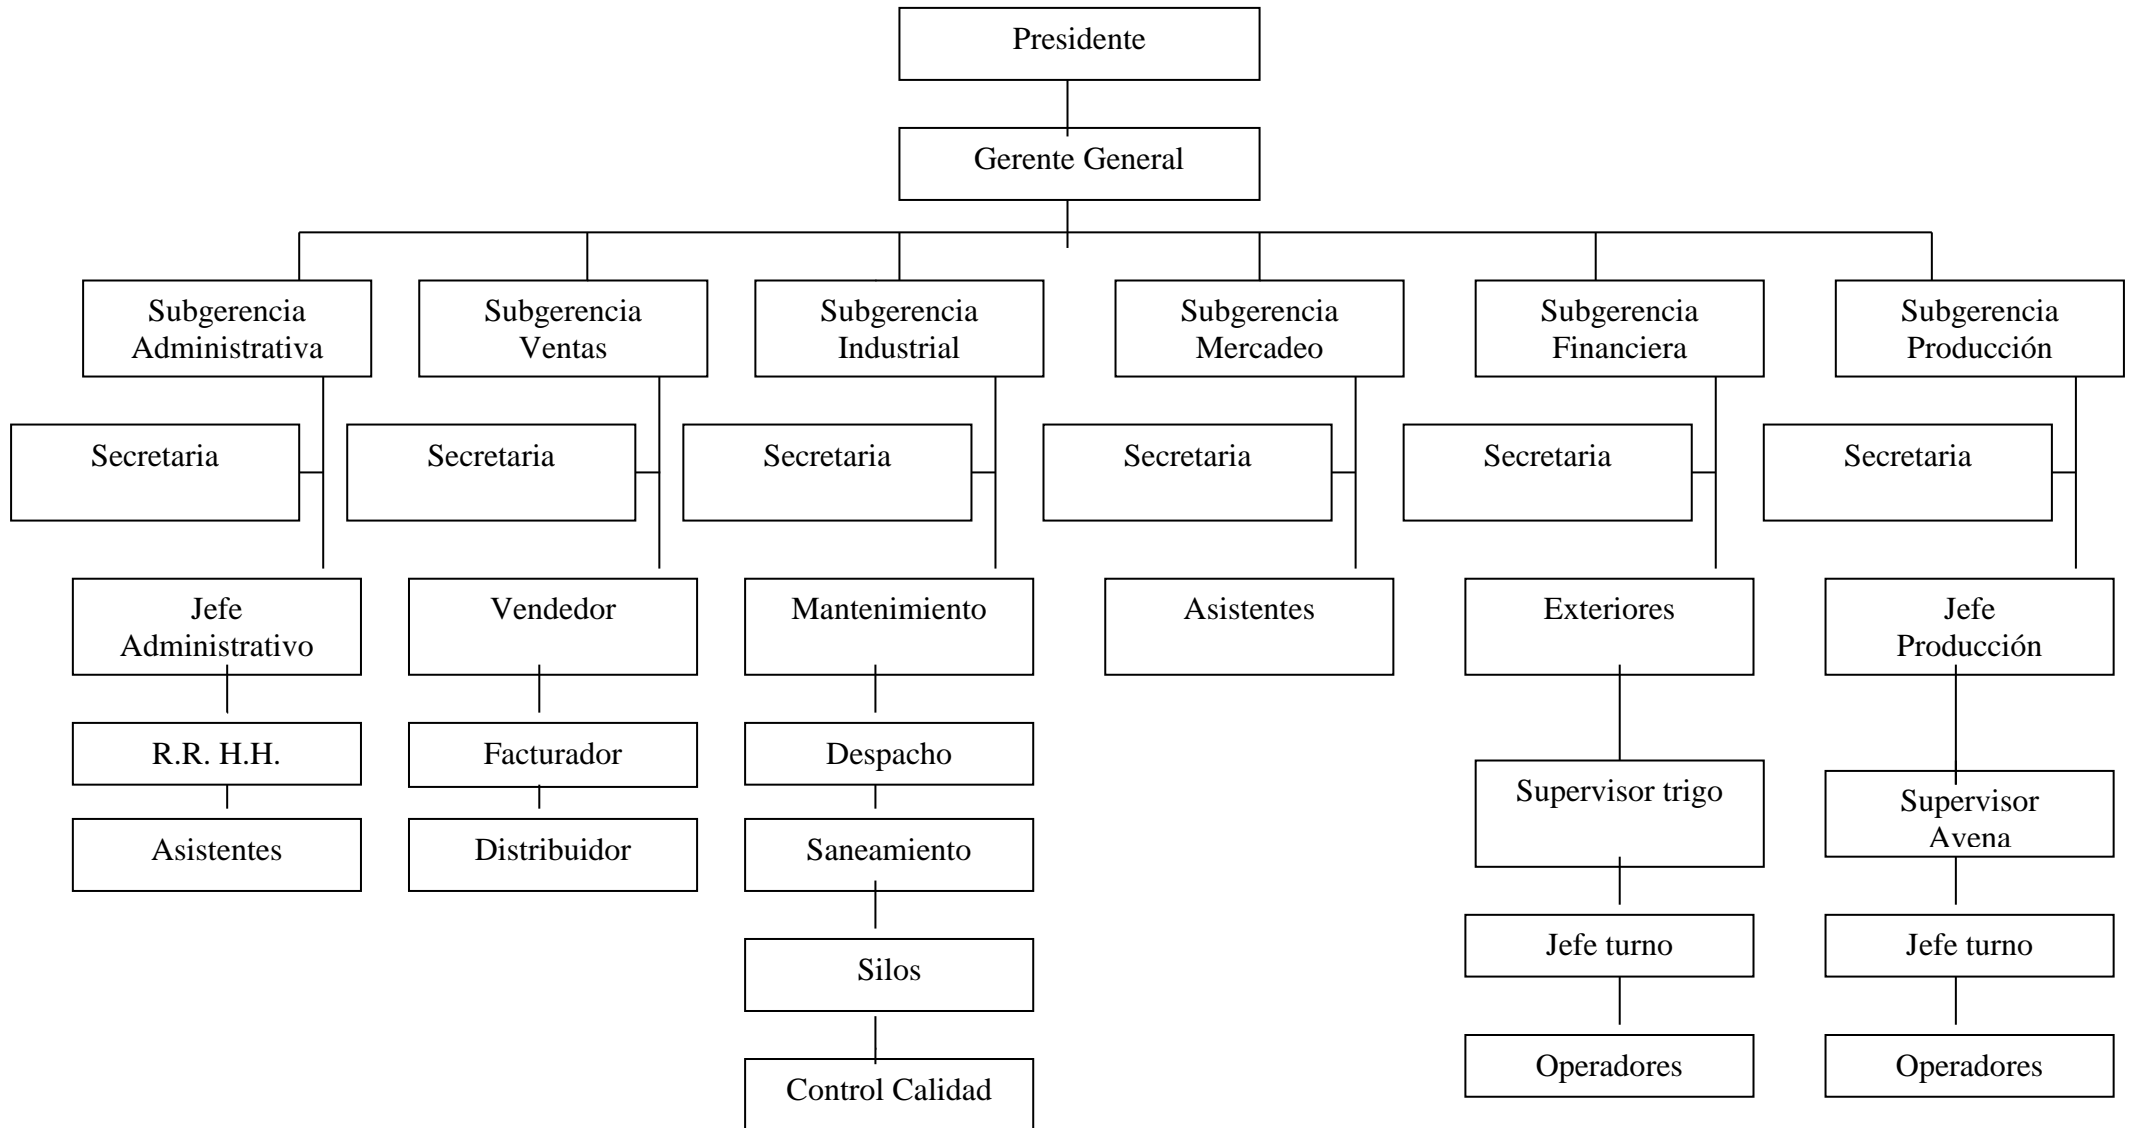 Presidente
Gerente General
Subgerencia
Administrativa
Subgerencia
Ventas
Subgerencia
Industrial
Subgerencia
Mercadeo
Subgerencia
Financiera
Subgerencia
Producción
Secretaria
Secretaria
Secretaria
Secretaria
Secretaria
Secretaria
Jefe
Administrativo
Vendedor
Mantenimiento
Asistentes
Exteriores
Jefe
Producción
R.R. H.H.
Facturador
Despacho
Supervisor trigo
Supervisor
Avena
Asistentes
Distribuidor
Saneamiento
Silos
Jefe turno
Jefe turno
Control Calidad
Operadores
Operadores